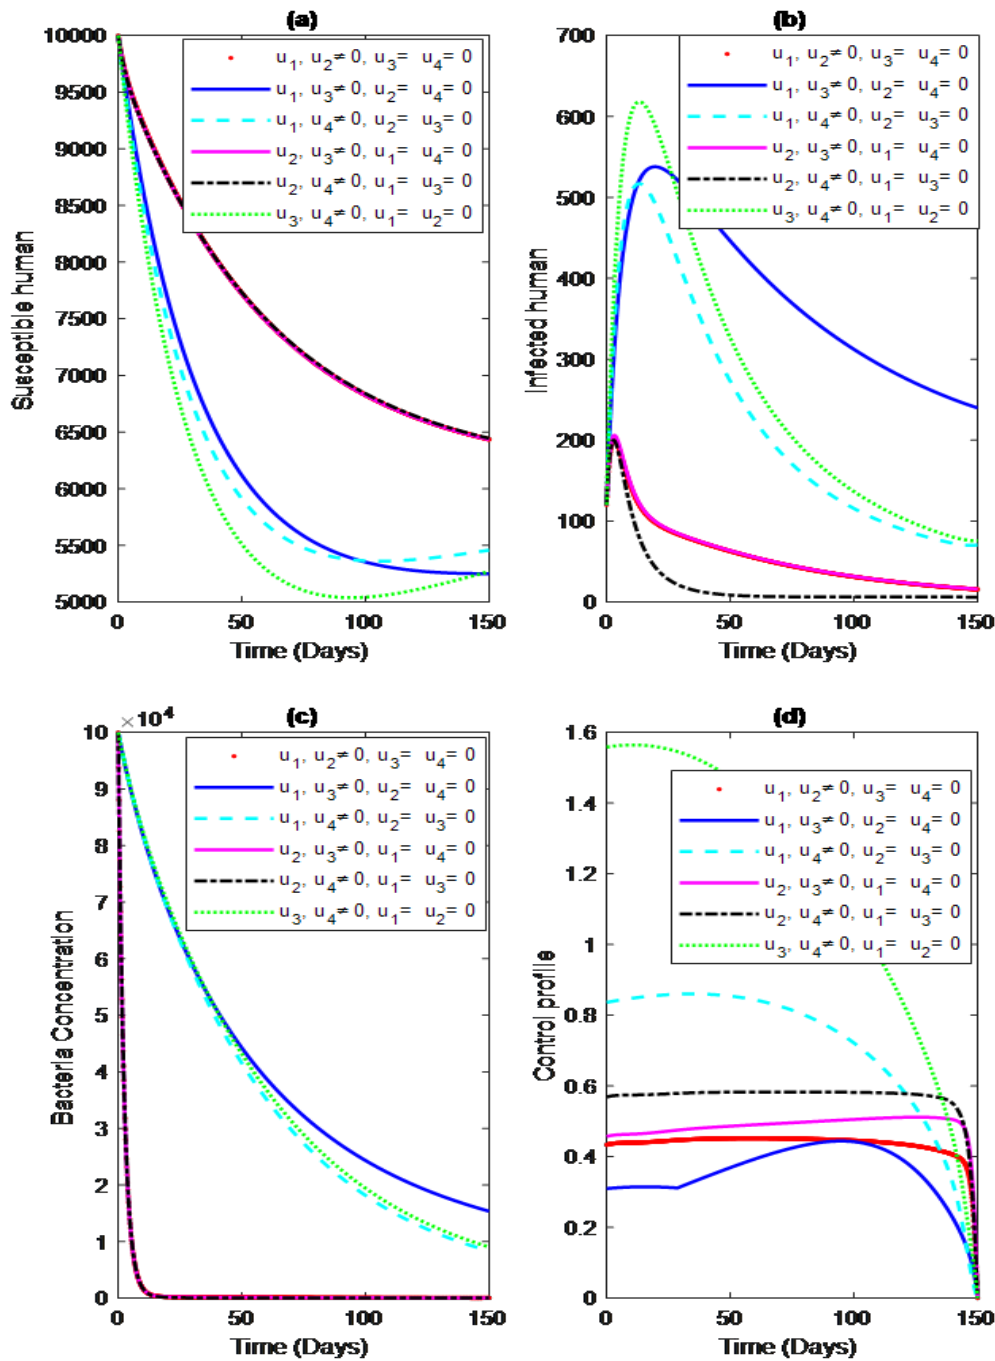 (a)
10000
9500
9000
8500
8000
7500
7000
6500
6000
5500
5000
0
50
100
150
Susceptible human
Time (Days)
u1, u2≠ 0, u3= u4= 0
u1, u3≠ 0, u2= u4= 0
u1, u4≠ 0, u2= u3= 0
u2, u3≠ 0, u1= u4= 0
u2, u4≠ 0, u1= u3= 0
u3, u4≠ 0, u1= u2= 0
(b)
700
600
500
400
300
200
100
0
0
50
100
150
Infected human
Time (Days)
u1, u2≠ 0, u3= u4= 0
u1, u3≠ 0, u2= u4= 0
u1, u4≠ 0, u2= u3= 0
u2, u3≠ 0, u1= u4= 0
u2, u4≠ 0, u1= u3= 0
u3, u4≠ 0, u1= u2= 0
(c)
× 10^4
10
9
8
7
6
5
4
3
2
1
0
0
50
100
150
Bacteria Concentration
Time (Days)
u1, u2≠ 0, u3= u4= 0
u1, u3≠ 0, u2= u4= 0
u1, u4≠ 0, u2= u3= 0
u2, u3≠ 0, u1= u4= 0
u2, u4≠ 0, u1= u3= 0
u3, u4≠ 0, u1= u2= 0
(d)
1.6
1.4
1.2
1
0.8
0.6
0.4
0.2
0
0
50
100
150
Control profile
Time (Days)
u1, u2≠ 0, u3= u4= 0
u1, u3≠ 0, u2= u4= 0
u1, u4≠ 0, u2= u3= 0
u2, u3≠ 0, u1= u4= 0
u2, u4≠ 0, u1= u3= 0
u3, u4≠ 0, u1= u2= 0